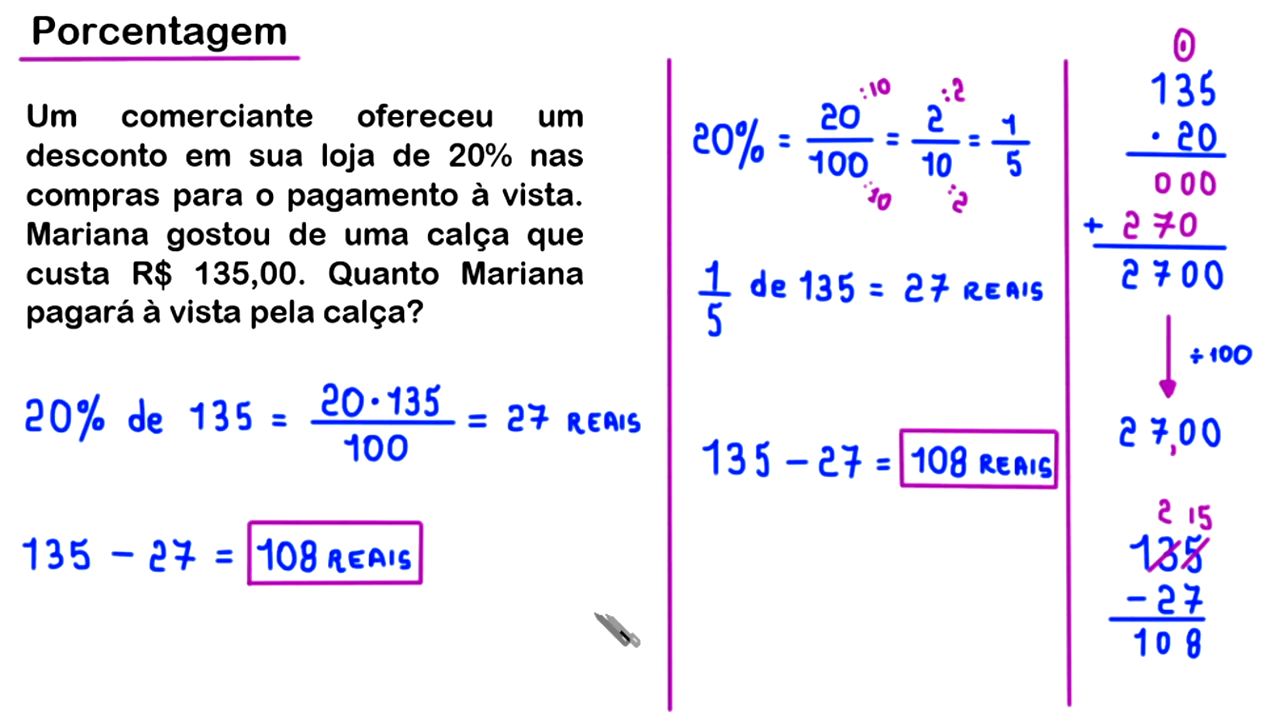 Porcentagem
Um comerciante ofereceu um
desconto em sua loja de 20% nas
compras para o pagamento à vista.
Mariana gostou de uma calça que
custa R$ 135,00. Quanto Mariana
pagará à vista pela calça?
20% de 135 = 20·135/100 = 27 REAIS
135 - 27 = 108 REAIS
:10 :2
20% = 20/100 = 2/10 = 1/5
:10 :2
1/5 de 135 = 27 REAIS
135 - 27 = 108 REAIS
1
135
· 20
000
+ 270
2700
÷100
27,00
2 15
135
- 27
108